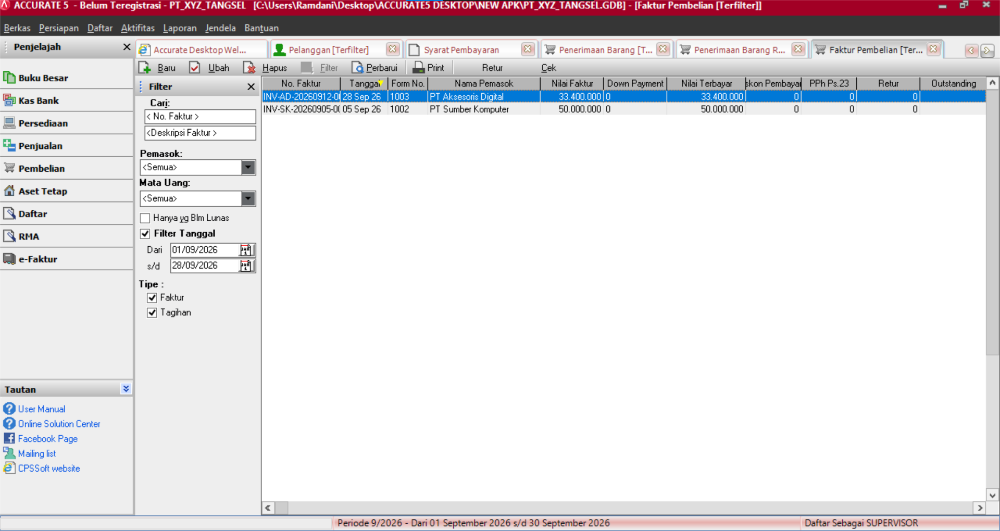 ACCURATE 5 - Belum Teregistrasi - PT_XYZ_TANGSEL [C:\Users\Ramdani\Desktop\ACCURATE5 DESKTOP\NEW APK\PT_XYZ_TANGSEL.GDB] - [Faktur Pembelian [Terfilter]]
Berkas Persiapan Daftar Aktifitas Laporan Jendela Bantuan
Penjelajah
Accurate Desktop Wel... Pelanggan [Terfilter] Syarat Pembayaran Penerimaan Barang [T... Penerimaan Barang R... Faktur Pembelian [Ter...
Baru Ubah Hapus Filter Perbarui Print Retur Cek
Buku Besar
Kas Bank
Persediaan
Penjualan
Pembelian
Aset Tetap
Daftar
RMA
e-Faktur
Tautan
User Manual
Online Solution Center
Facebook Page
Mailing list
CPSSoft website
Filter
Cari:
< No. Faktur >
<Deskripsi Faktur >
Pemasok:
<Semua>
Mata Uang:
<Semua>
Hanya yg Blm Lunas
Filter Tanggal
Dari 01/09/2026
s/d 28/09/2026
Tipe :
Faktur
Tagihan
No. Faktur Tanggal Form No. Nama Pemasok Nilai Faktur Down Payment Nilai Terbayar skon Pembayar PPh Ps.23 Retur Outstanding
INV-AD-20260912-0 28 Sep 26 1003 PT Aksesoris Digital 33.400.000 0 33.400.000 0 0 0
INV-SK-20260905-0 05 Sep 26 1002 PT Sumber Komputer 50.000.000 0 50.000.000 0 0 0
Periode 9/2026 - Dari 01 September 2026 s/d 30 September 2026
Daftar Sebagai SUPERVISOR